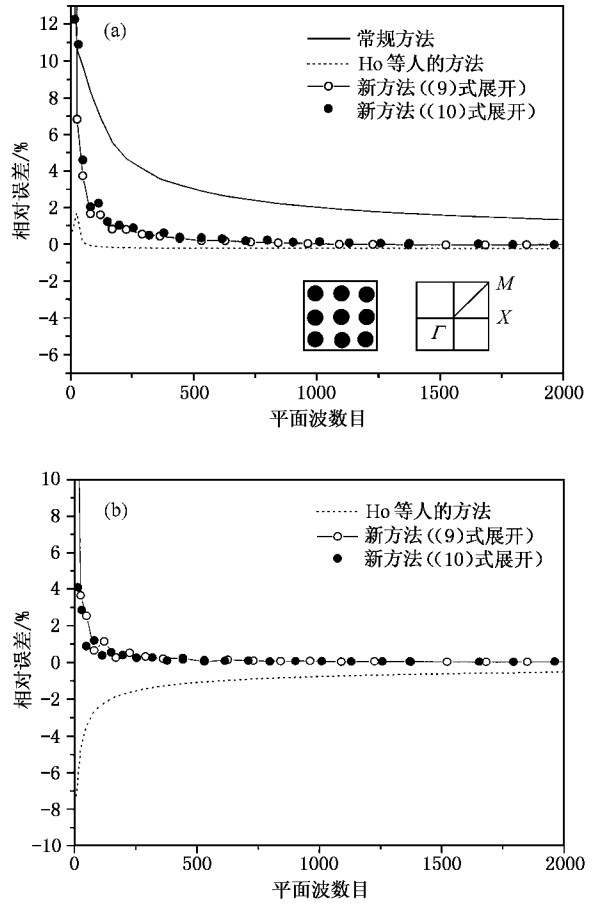 12
10
8
6
4
2
0
-2
-4
-6
相对误差/%
(a)
常规方法
Ho 等人的方法
新方法((9)式展开)
新方法((10)式展开)
M
X
Γ
0
500
1000
1500
2000
平面波数目
10
8
6
4
2
0
-2
-4
-6
-8
-10
相对误差/%
(b)
Ho 等人的方法
新方法((9)式展开)
新方法((10)式展开)
0
500
1000
1500
2000
平面波数目